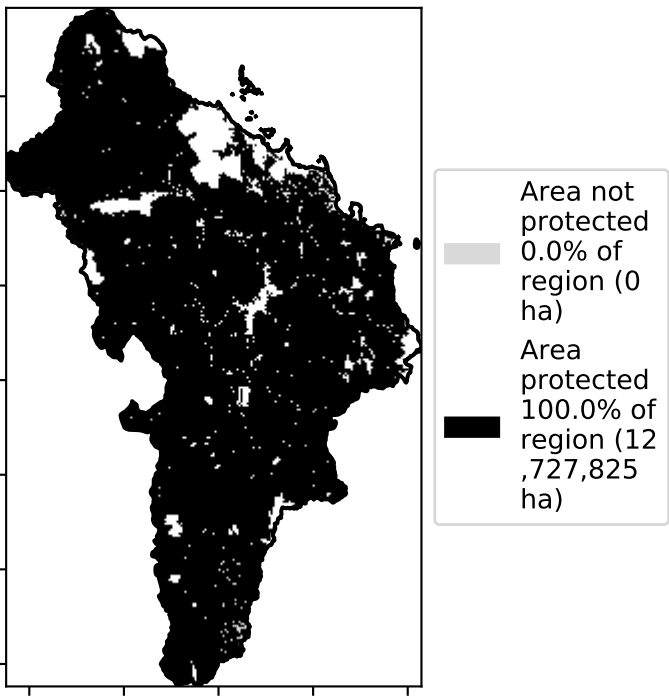 Area not
protected
0.0% of
region (0
ha)
Area
protected
100.0% of
region (12
,727,825
ha)